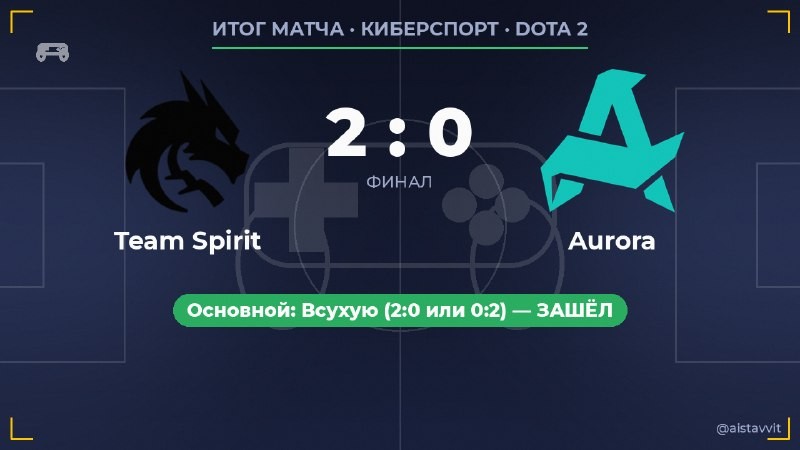 ИТОГ МАТЧА · КИБЕРСПОРТ · DOTA 2
2 : 0
ФИНАЛ
Team Spirit
Aurora
Основной: Всухую (2:0 или 0:2) — ЗАШЁЛ
@aistavvit